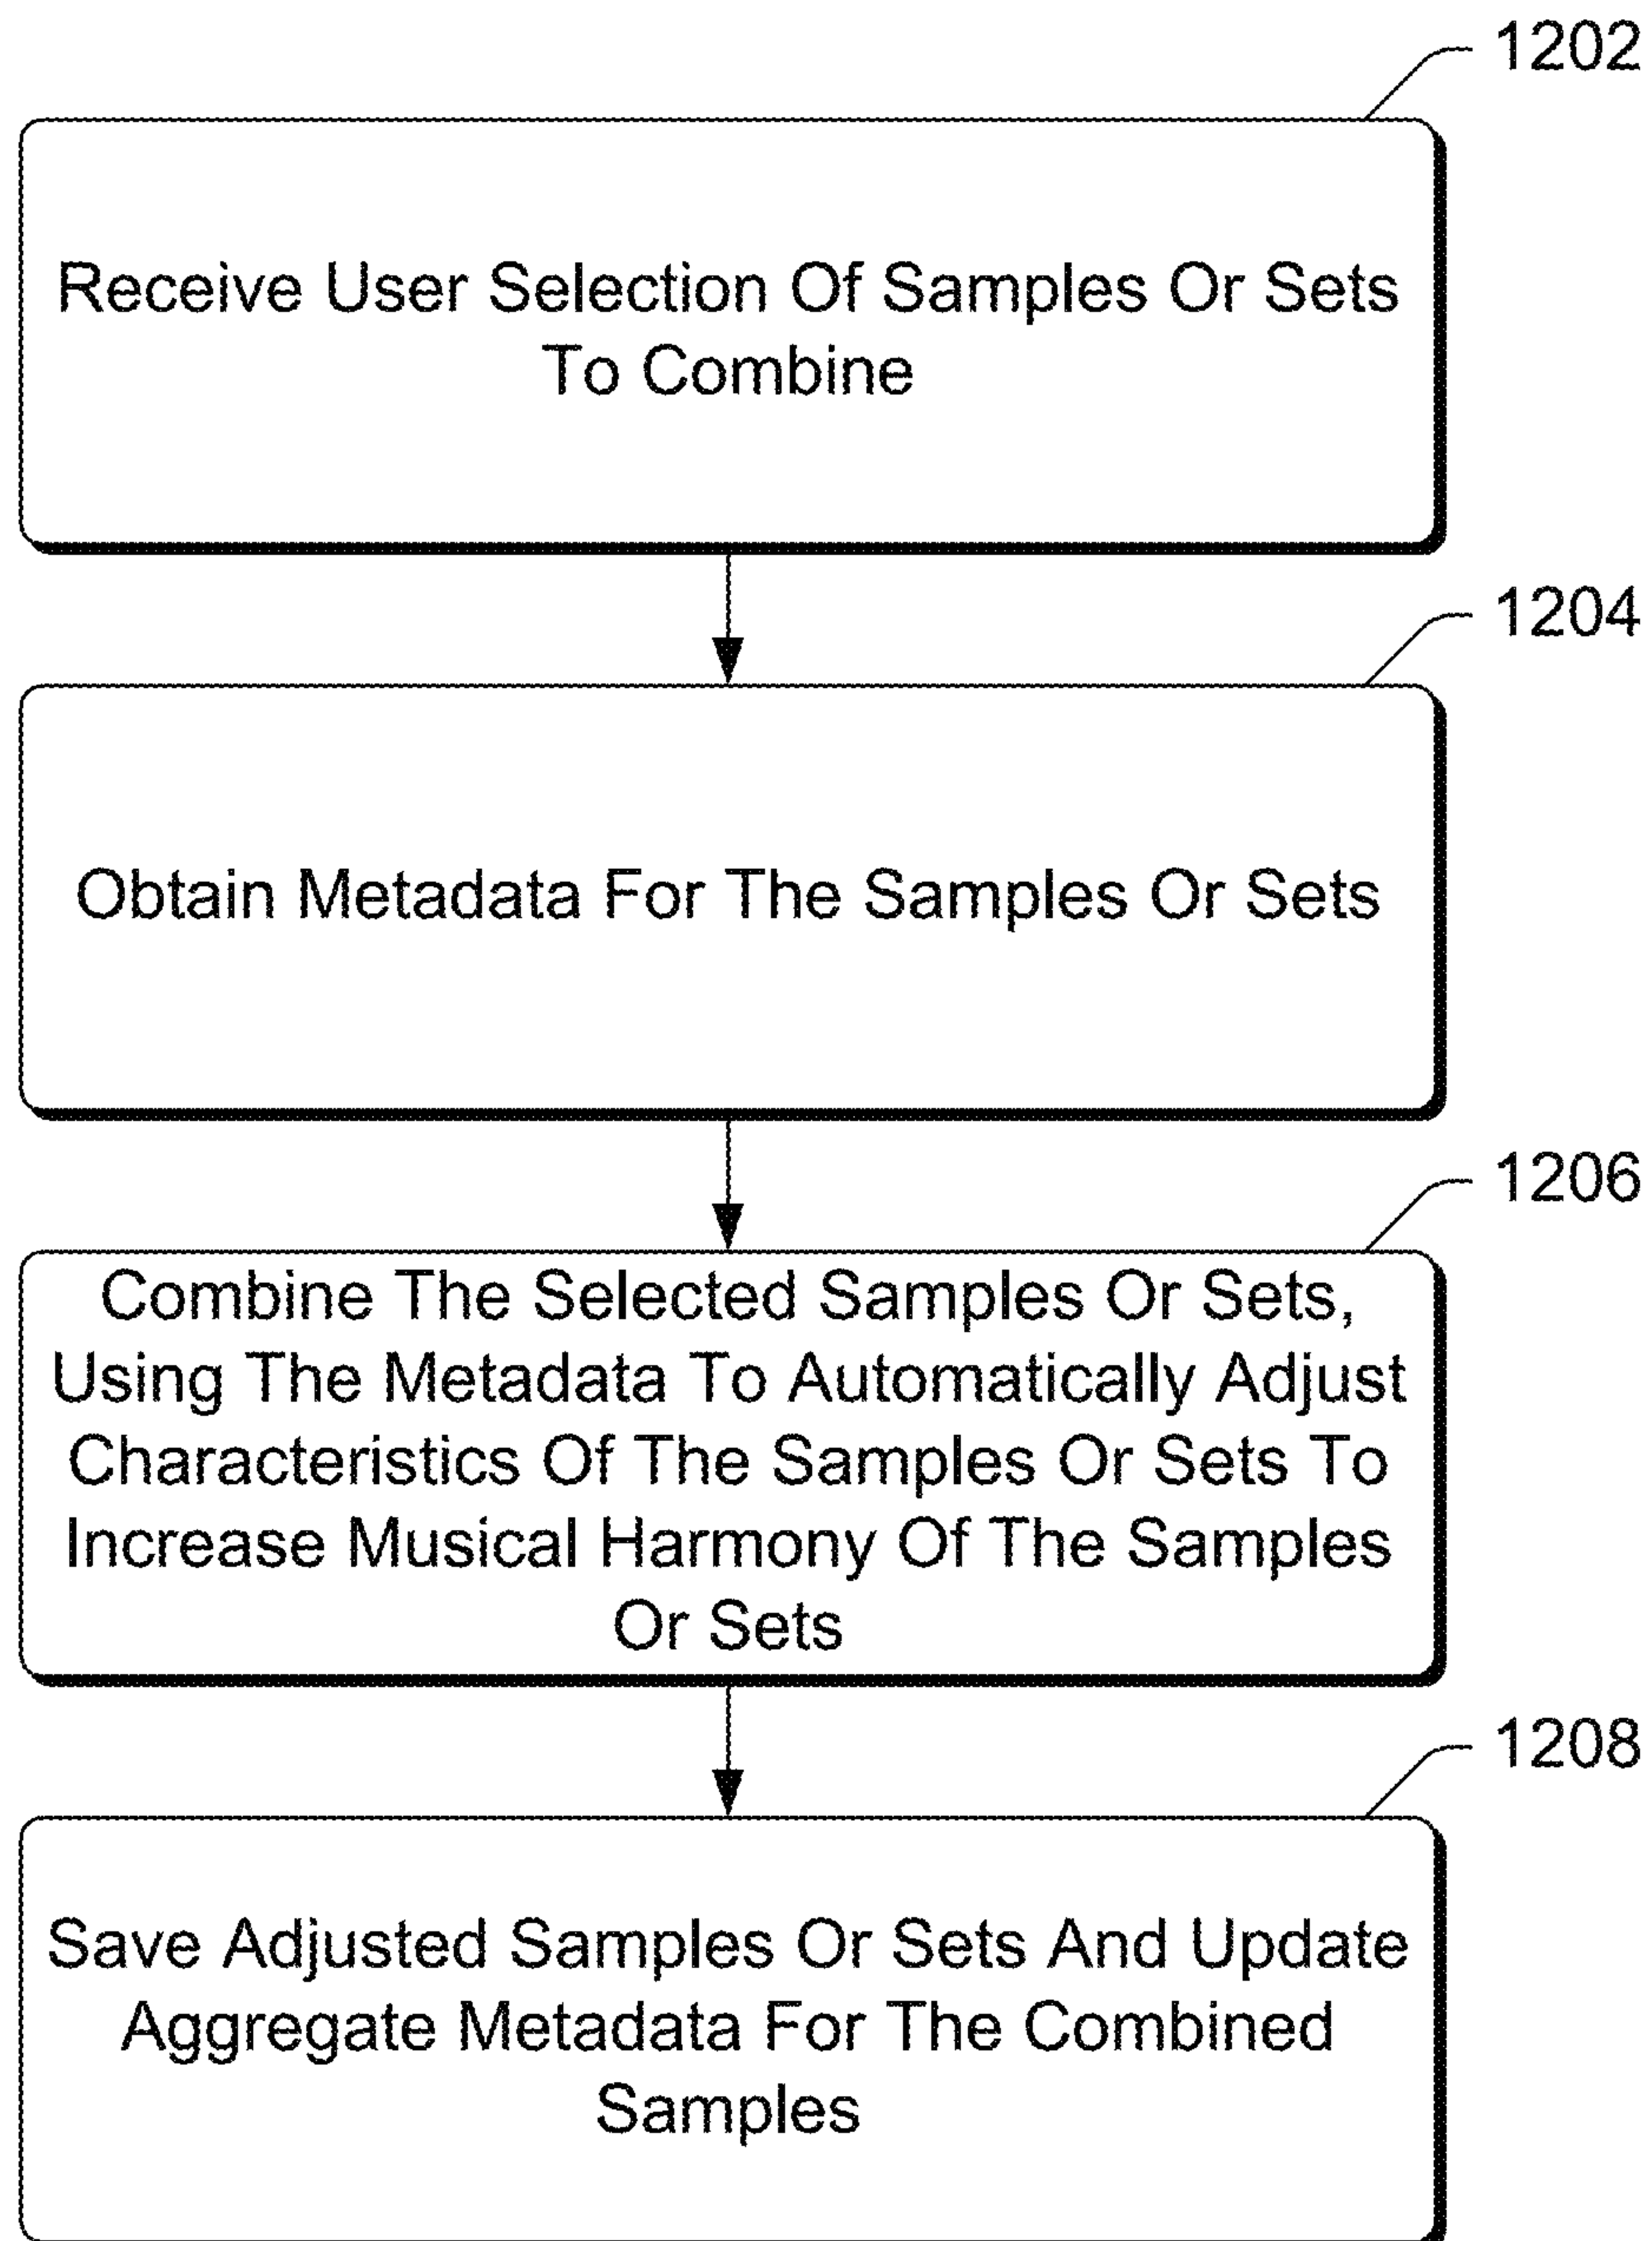 1202
Receive User Selection Of Samples Or Sets
To Combine
1204
Obtain Metadata For The Samples Or Sets
1206
Combine The Selected Samples Or Sets,
Using The Metadata To Automatically Adjust
Characteristics Of The Samples Or Sets To
Increase Musical Harmony Of The Samples
Or Sets
1208
Save Adjusted Samples Or Sets And Update
Aggregate Metadata For The Combined
Samples